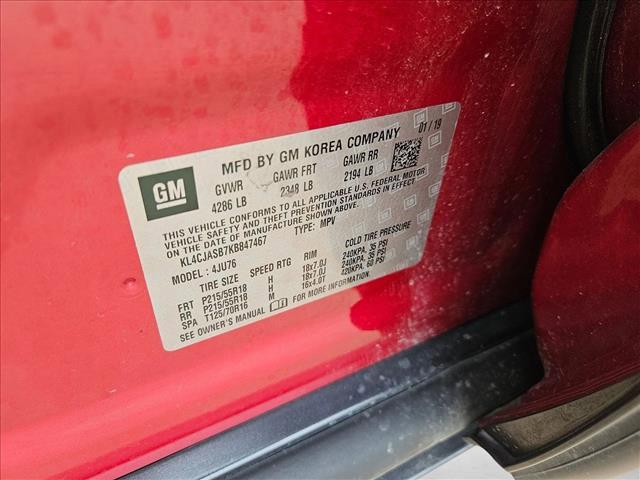 GM
MFD BY GM KOREA COMPANY 01/19
GVWR GAWR FRT GAWR RR
4286 LB 2348 LB 2194 LB
THIS VEHICLE CONFORMS TO ALL APPLICABLE U.S. FEDERAL MOTOR
VEHICLE SAFETY AND THEFT PREVENTION STANDARDS IN EFFECT
ON THE DATE OF MANUFACTURE SHOWN ABOVE.
KL4CJASB7KB847467 TYPE: MPV
MODEL: 4JU76
TIRE SIZE SPEED RTG RIM COLD TIRE PRESSURE
FRT P215/55R18 H 18x7.0J 240KPA, 35 PSI
RR P215/55R18 H 18x7.0J 240KPA, 35 PSI
SPA T125/70R16 M 16x4.0T 420KPA, 60 PSI
SEE OWNER'S MANUAL FOR MORE INFORMATION.